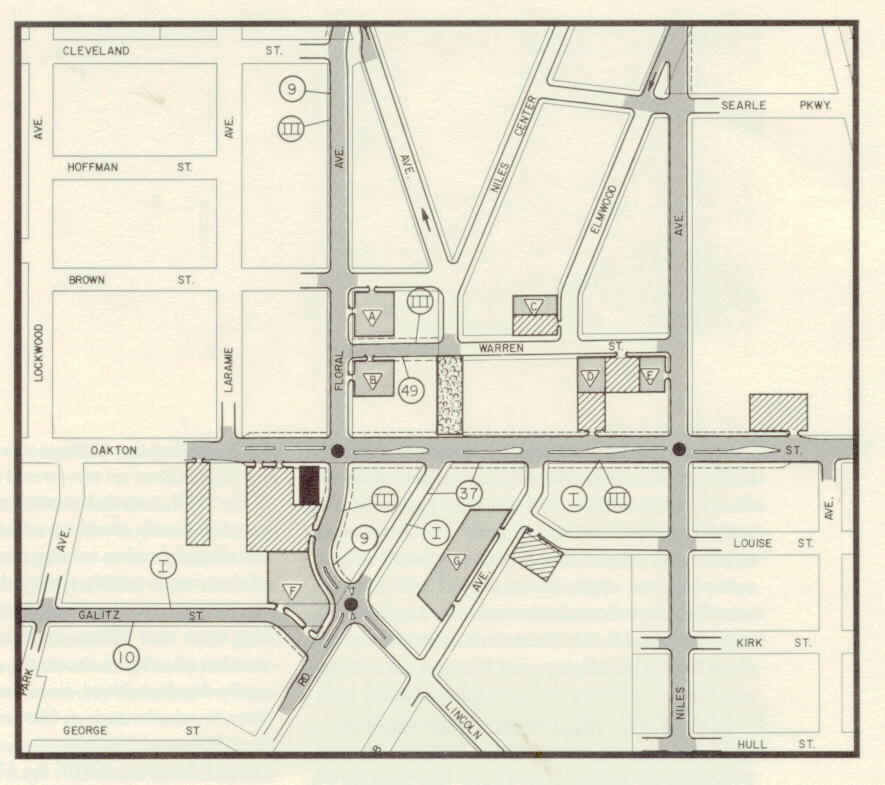 CLEVELAND ST.
9
III
AVE.
AVE.
AVE.
AVE.
NILES CENTER
SEARLE PKWY.
HOFFMAN ST.
ELMWOOD
AVE.
BROWN ST.
III
A
C
LOCKWOOD
LARAMIE
FLORAL
WARREN ST.
B
49
D
E
OAKTON ST.
III
37
I
III
I
9
AVE.
AVE.
G
AVE.
LOUISE ST.
I
F
GALITZ ST.
10
KIRK ST.
PARK
RD.
NILES
LINCOLN
GEORGE ST
B
HULL ST.